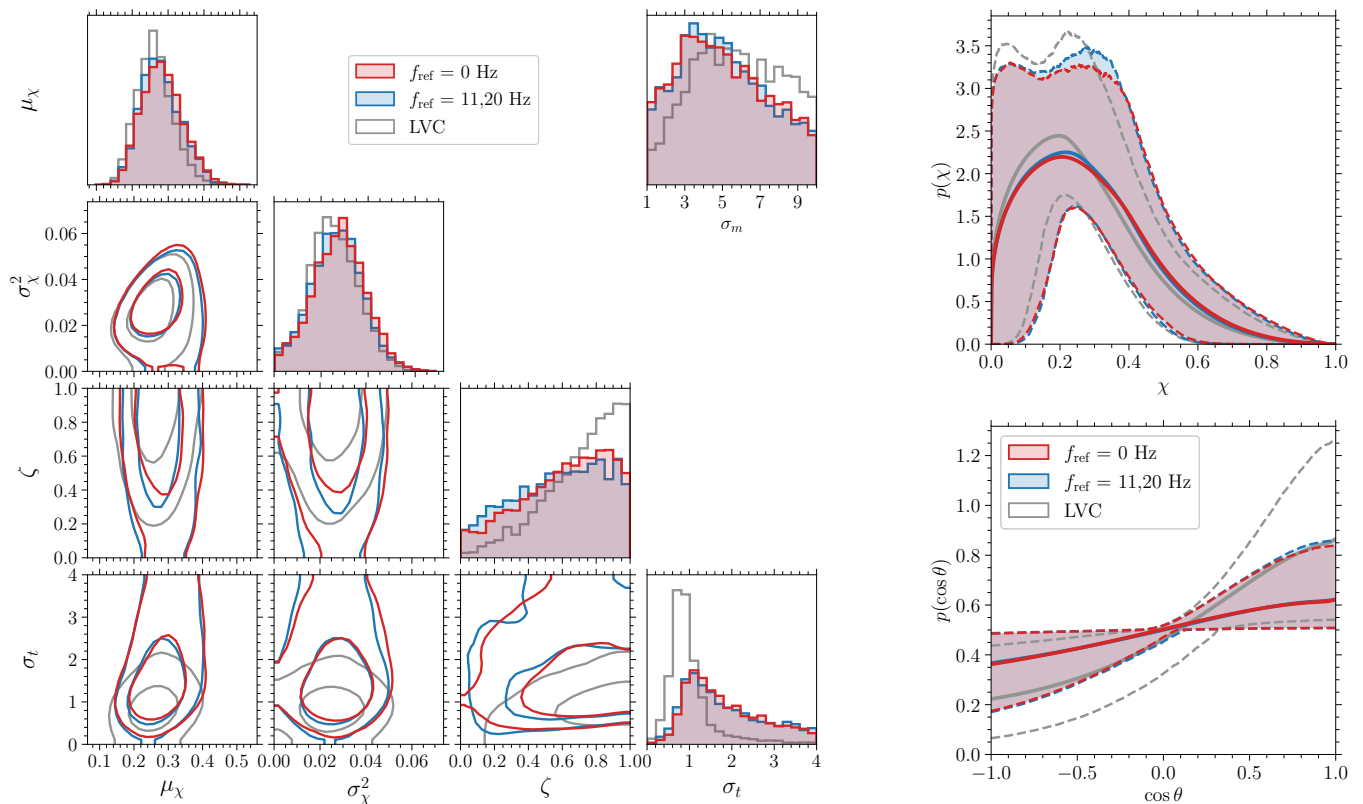 μ_χ
f_ref = 0 Hz
f_ref = 11,20 Hz
LVC
1 3 5 7 9
σ_m
0.06
0.04
0.02
0.00
σ²_χ
1.0
0.8
0.6
0.4
0.2
0.0
ζ
4
3
2
1
0
σ_t
0.1 0.2 0.3 0.4 0.5
μ_χ
0.00 0.02 0.04 0.06
σ²_χ
0.0 0.2 0.4 0.6 0.8 1.0
ζ
0 1 2 3 4
σ_t
3.5
3.0
2.5
2.0
1.5
1.0
0.5
0.0
p(χ)
0.0 0.2 0.4 0.6 0.8 1.0
χ
f_ref = 0 Hz
f_ref = 11,20 Hz
LVC
1.2
1.0
0.8
0.6
0.4
0.2
0.0
p(cos θ)
−1.0 −0.5 0.0 0.5 1.0
cos θ